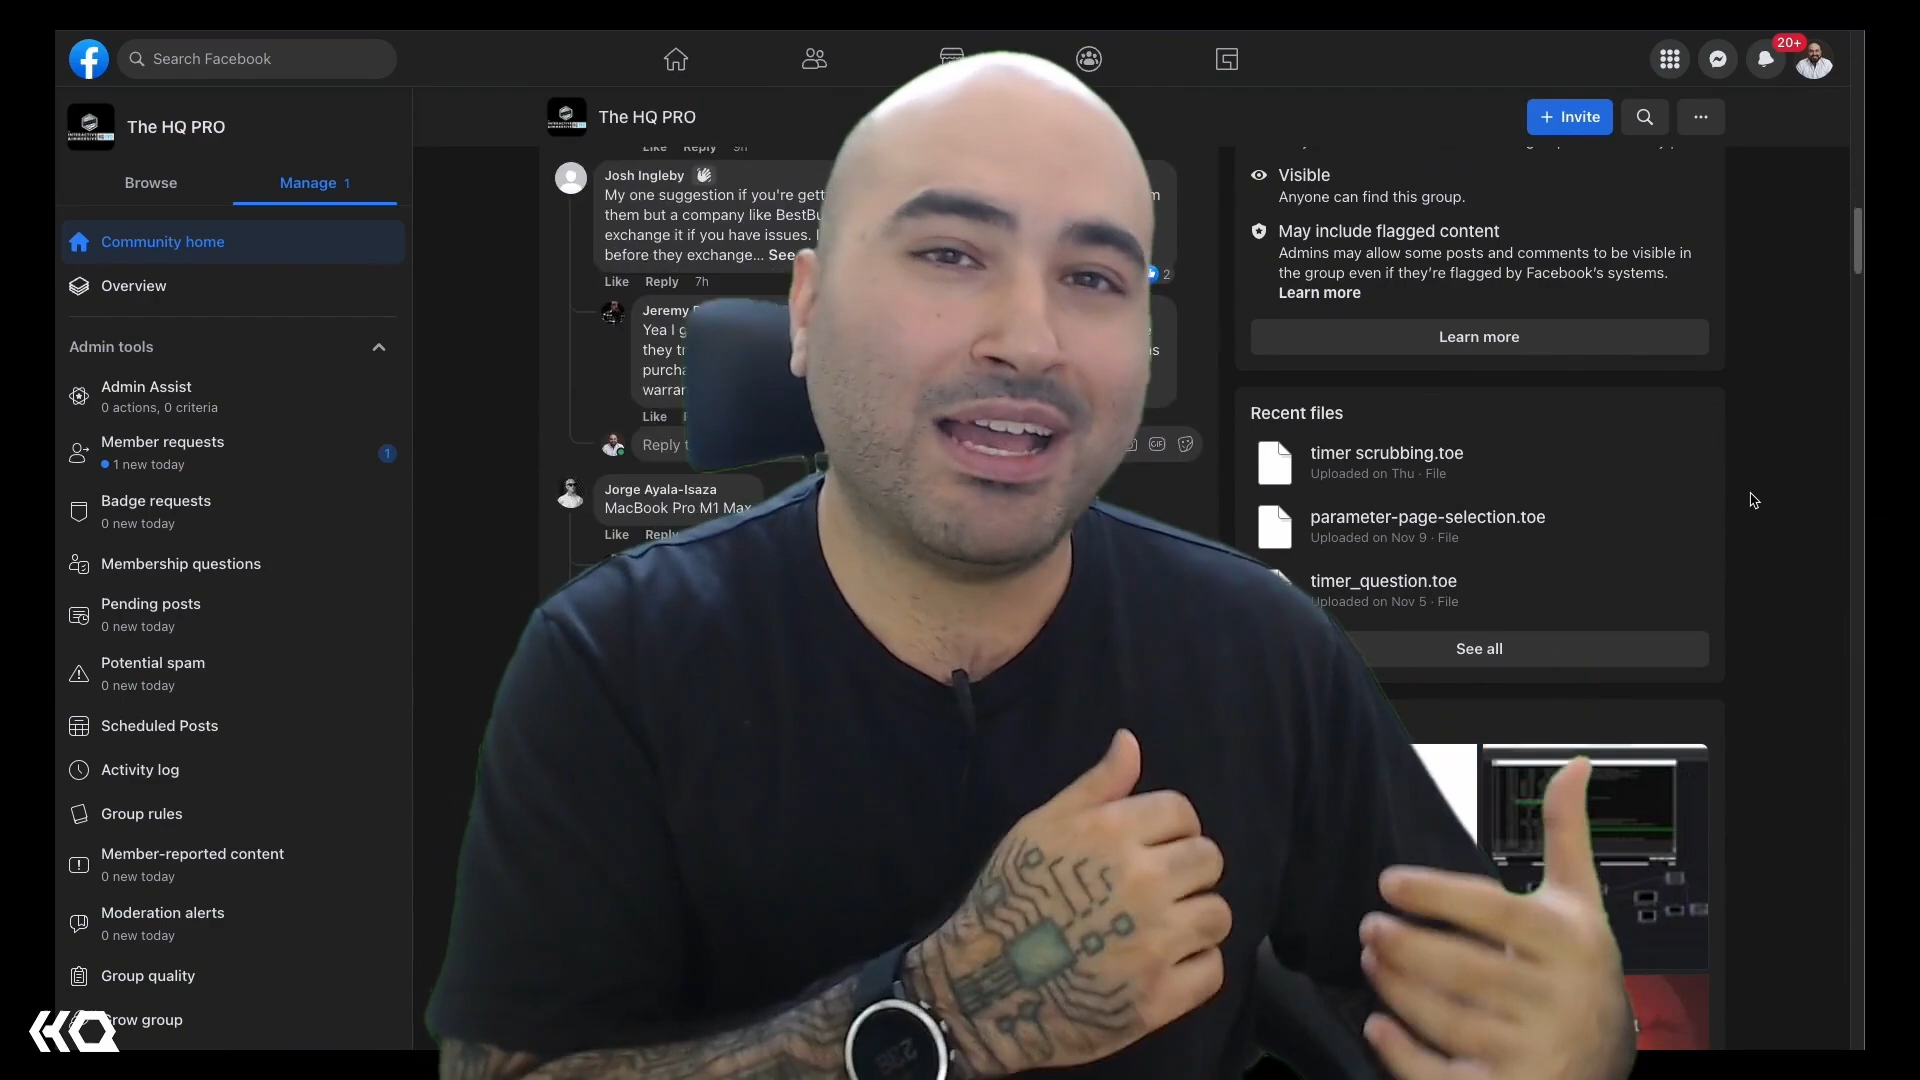 Search Facebook
20+
The HQ PRO
Browse
Manage 1
Community home
Overview
Admin tools
Admin Assist
0 actions, 0 criteria
Member requests
1 new today
1
Badge requests
0 new today
Membership questions
Pending posts
0 new today
Potential spam
0 new today
Scheduled Posts
Activity log
Group rules
Member-reported content
0 new today
Moderation alerts
0 new today
Group quality
Grow group
HQ
The HQ PRO
+ Invite
Like Reply 9h
Josh Ingleby
My one suggestion if you're
them but a company like
exchange it if you have issues.
before they exchange... See
Like Reply 7h
2
Jeremy
Yea I
they
Like
Reply
GIF
Jorge Ayala-Isaza
MacBook Pro M1 Max
Like Reply
Visible
Anyone can find this group.
May include flagged content
Admins may allow some posts and comments to be visible in
the group even if they're flagged by Facebook's systems.
Learn more
Learn more
Recent files
timer scrubbing.toe
Uploaded on Thu · File
parameter-page-selection.toe
Uploaded on Nov 9 · File
timer_question.toe
Uploaded on Nov 5 · File
See all